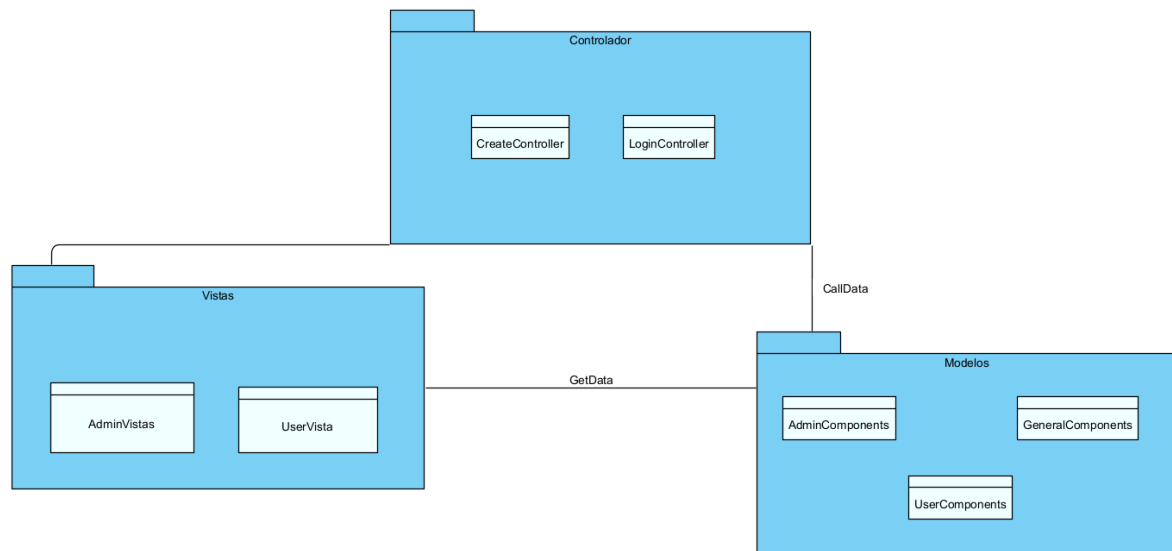 Controlador
CreateController
LoginController
CallData
Vistas
AdminVistas
UserVista
GetData
Modelos
AdminComponents
GeneralComponents
UserComponents